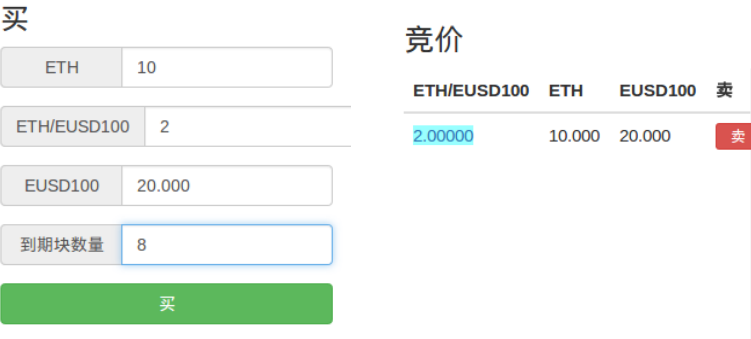 买
ETH 10
ETH/EUSD100 2
EUSD100 20.000
到期块数量 8
买
竞价
ETH/EUSD100 ETH EUSD100 卖
2.00000 10.000 20.000 卖